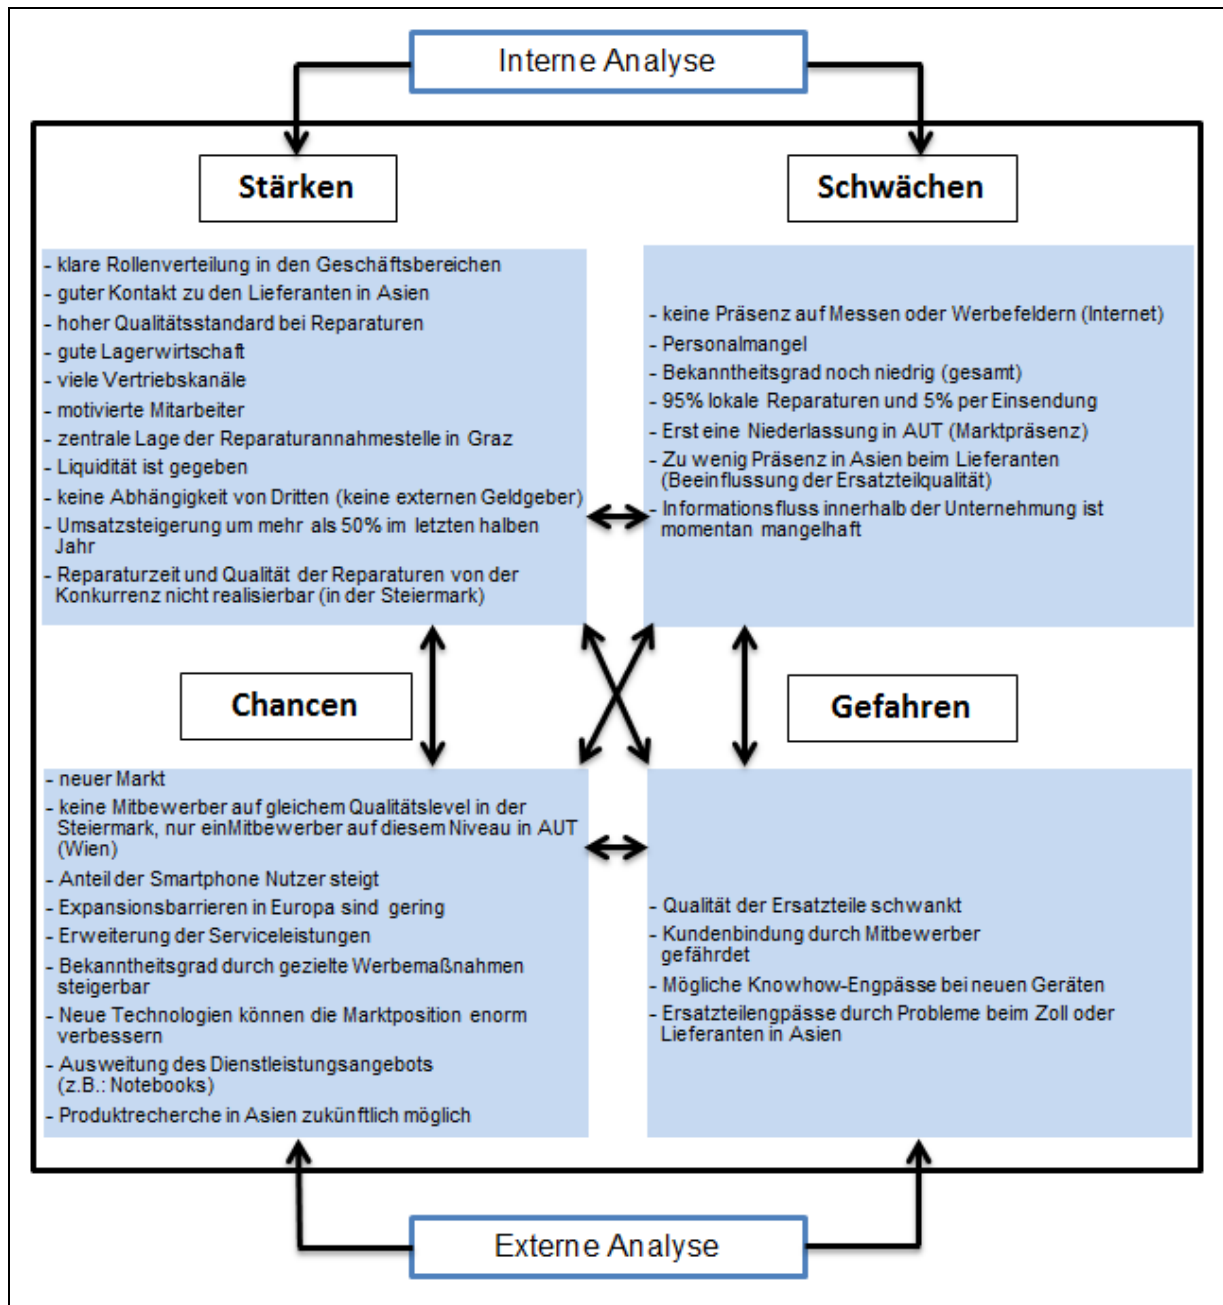 Interne Analyse
Stärken
- klare Rollenverteilung in den Geschäftsbereichen
- guter Kontakt zu den Lieferanten in Asien
- hoher Qualitätsstandard bei Reparaturen
- gute Lagerwirtschaft
- viele Vertriebskanäle
- motivierte Mitarbeiter
- zentrale Lage der Reparaturannahmestelle in Graz
- Liquidität ist gegeben
- keine Abhängigkeit von Dritten (keine externen Geldgeber)
- Umsatzsteigerung um mehr als 50% im letzten halben
Jahr
- Reparaturzeit und Qualität der Reparaturen von der
Konkurrenz nicht realisierbar (in der Steiermark)
Schwächen
- keine Präsenz auf Messen oder Werbefeldern (Internet)
- Personalmangel
- Bekanntheitsgrad noch niedrig (gesamt)
- 95% lokale Reparaturen und 5% per Einsendung
- Erst eine Niederlassung in AUT (Marktpräsenz)
- Zu wenig Präsenz in Asien beim Lieferanten
(Beeinflussung der Ersatzteilqualität)
- Informationsfluss innerhalb der Unternehmung ist
momentan mangelhaft
Chancen
- neuer Markt
- keine Mitbewerber auf gleichem Qualitätslevel in der
Steiermark, nur einMitbewerber auf diesem Niveau in AUT
(Wien)
- Anteil der Smartphone Nutzer steigt
- Expansionsbarrieren in Europa sind gering
- Erweiterung der Serviceleistungen
- Bekanntheitsgrad durch gezielte Werbemaßnahmen
steigerbar
- Neue Technologien können die Marktposition enorm
verbessern
- Ausweitung des Dienstleistungsangebots
(z.B.: Notebooks)
- Produktrecherche in Asien zukünftlich möglich
Gefahren
- Qualität der Ersatzteile schwankt
- Kundenbindung durch Mitbewerber
gefährdet
- Mögliche Knowhow-Engpässe bei neuen Geräten
- Ersatzteilengpässe durch Probleme beim Zoll oder
Lieferanten in Asien
Externe Analyse